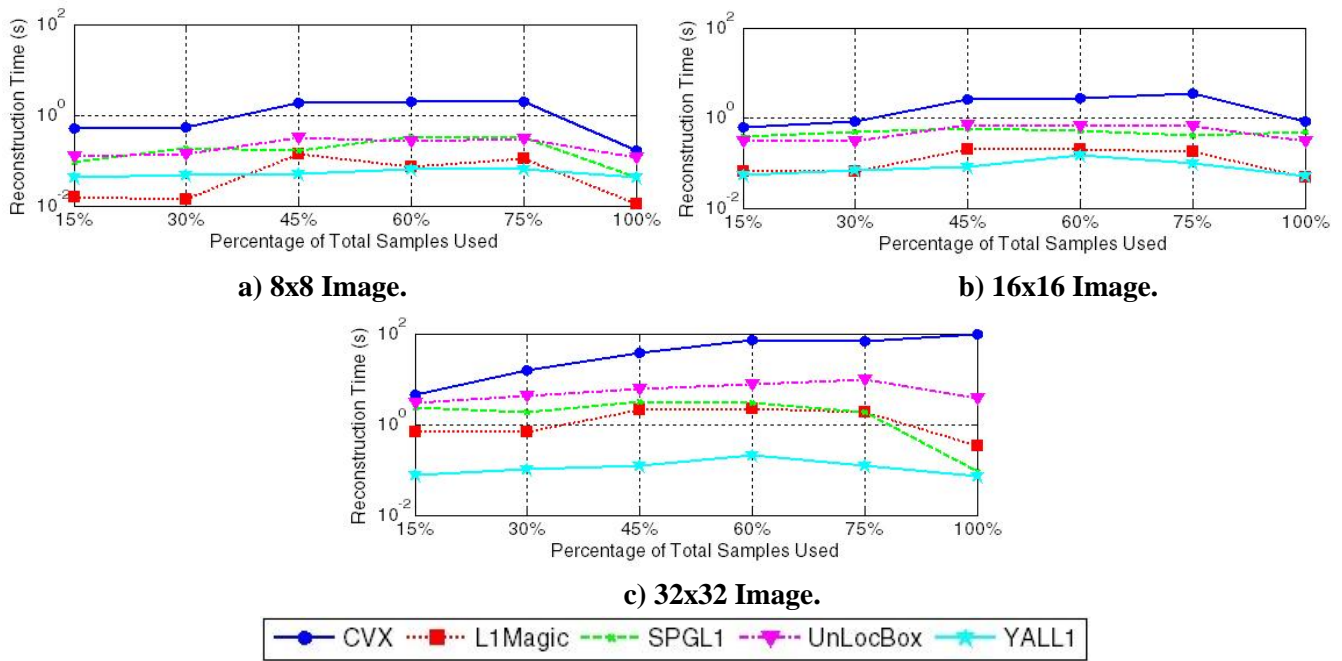 Reconstruction Time (s)
10^2
10^0
10^-2
15% 30% 45% 60% 75% 100%
Percentage of Total Samples Used
a) 8x8 Image.
Reconstruction Time (s)
10^2
10^0
10^-2
15% 30% 45% 60% 75% 100%
Percentage of Total Samples Used
b) 16x16 Image.
Reconstruction Time (s)
10^2
10^0
10^-2
15% 30% 45% 60% 75% 100%
Percentage of Total Samples Used
c) 32x32 Image.
CVX L1Magic SPGL1 UnLocBox YALL1